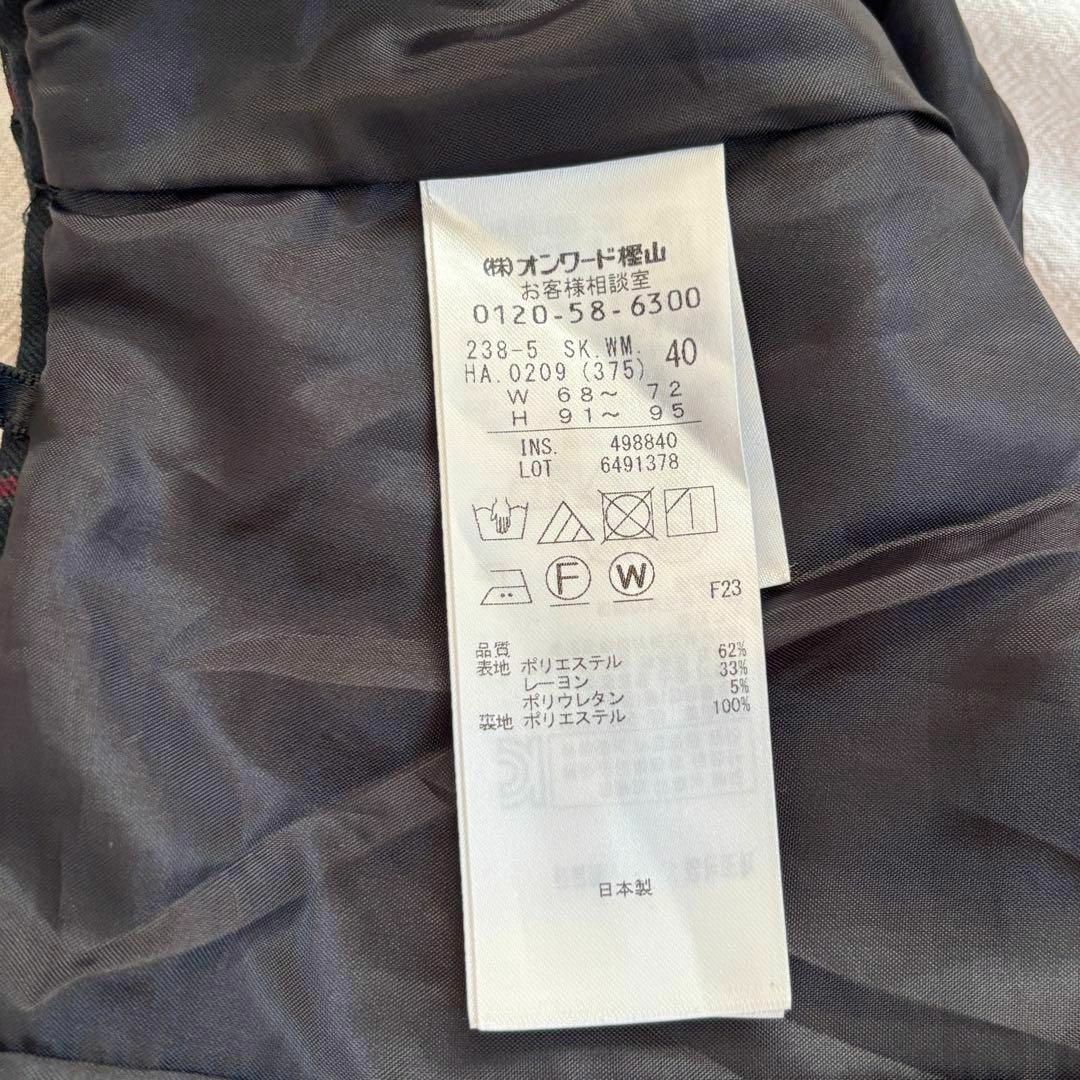 (株)オンワード樫山
お客様相談室
0120-58-6300
238-5 SK.WM. 40
HA.0209 (375)
W 68～ 72
H 91～ 95
INS. 498840
LOT 6491378
F W
F23
品質
表地 ポリエステル 62%
レーヨン 33%
ポリウレタン 5%
裏地 ポリエステル 100%
日本製